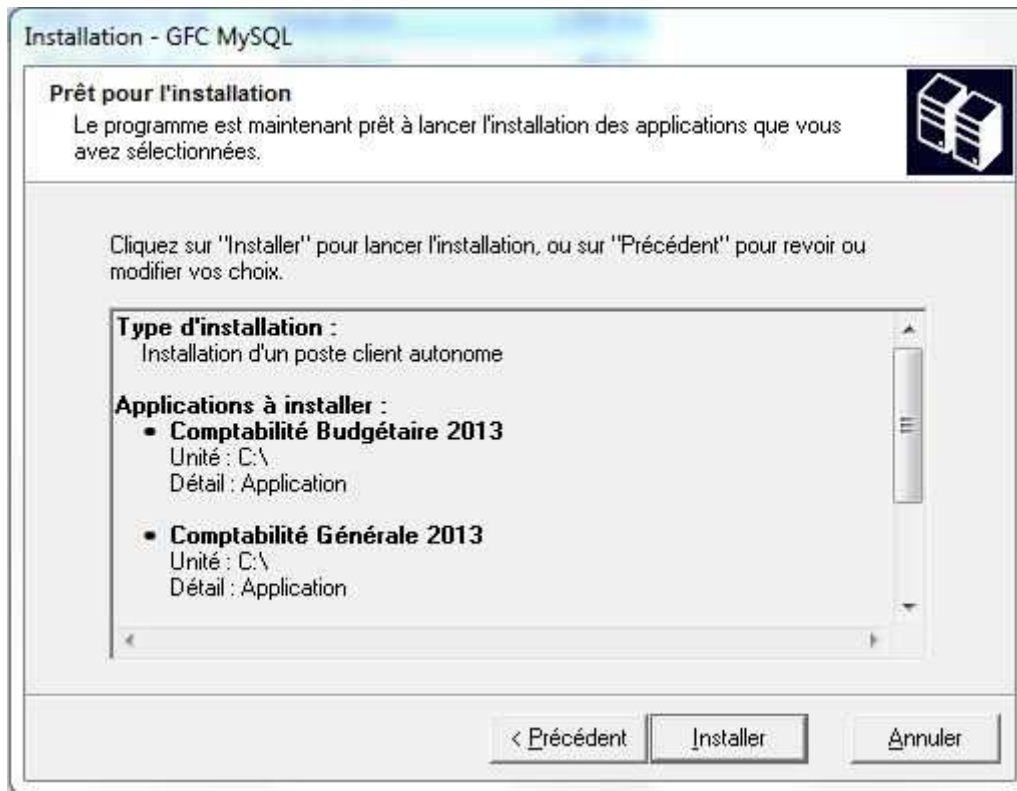 Installation - GFC MySQL
Prêt pour l'installation
Le programme est maintenant prêt à lancer l'installation des applications que vous
avez sélectionnées.
Cliquez sur "Installer" pour lancer l'installation, ou sur "Précédent" pour revoir ou
modifier vos choix.
Type d'installation :
Installation d'un poste client autonome
Applications à installer :
• Comptabilité Budgétaire 2013
Unité : C:\
Détail : Application
• Comptabilité Générale 2013
Unité : C:\
Détail : Application
< Précédent Installer Annuler